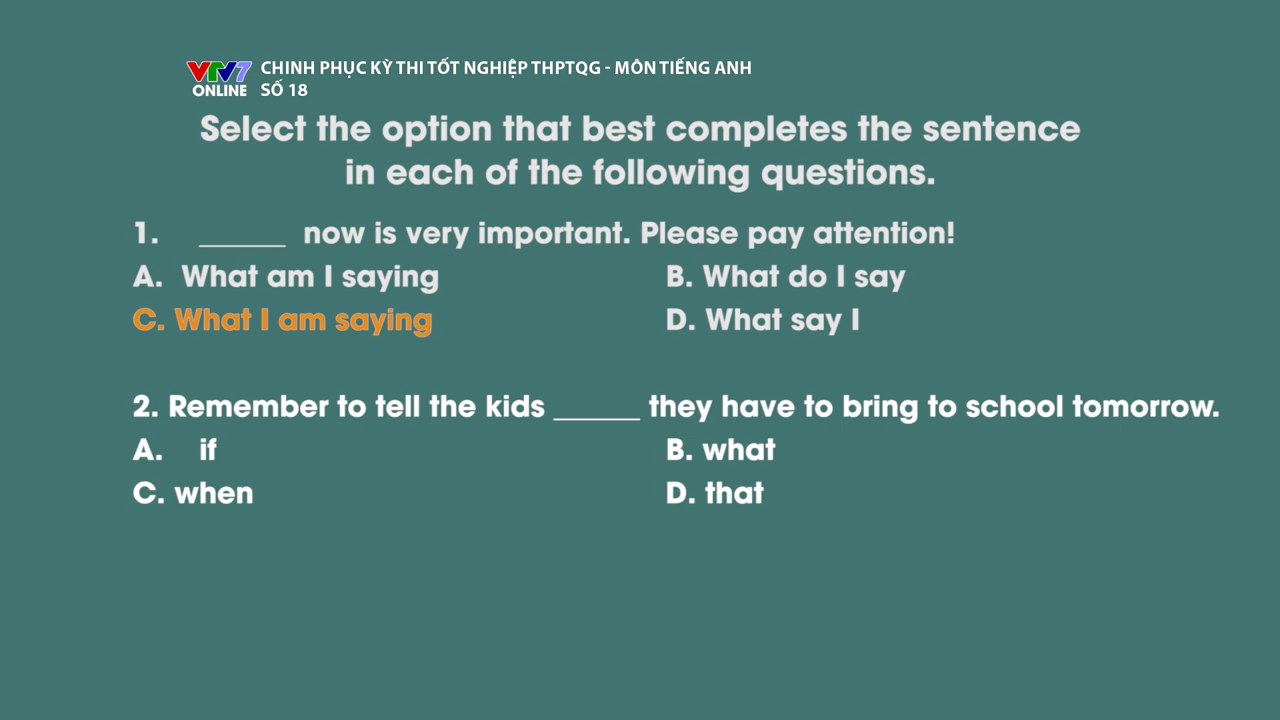 VTV7 CHINH PHỤC KỲ THI TỐT NGHIỆP THPTQG - MÔN TIẾNG ANH
ONLINE SỐ 18
Select the option that best completes the sentence
in each of the following questions.
1. ______ now is very important. Please pay attention!
A. What am I saying B. What do I say
C. What I am saying D. What say I
2. Remember to tell the kids ______ they have to bring to school tomorrow.
A. if B. what
C. when D. that